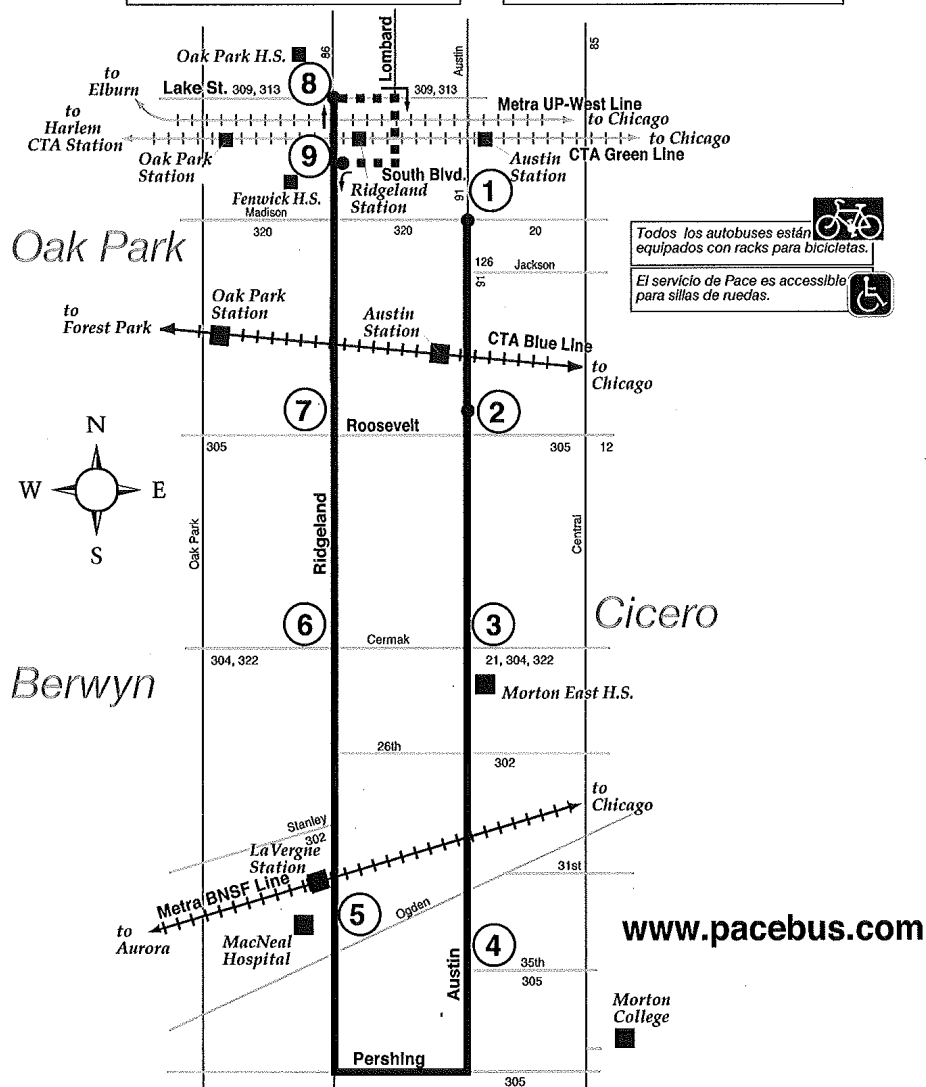 Oak Park H.S.
86
Lombard
Austin
85
to
Elburn
Lake St. 309, 313
8
309, 313
Metra UP-West Line
to Chicago
to
Harlem
CTA Station
to Chicago
CTA Green Line
Oak Park
Station
9
Ridgeland
Station
South Blvd.
Austin
Station
Fenwick H.S.
Madison
320
320
91
1
20
Oak Park
Todos los autobuses están
equipados con racks para bicicletas.
El servicio de Pace es accessible
para sillas de ruedas.
126
91
Jackson
Oak Park
Station
Austin
Station
to
Forest Park
CTA Blue Line
to
Chicago
7
2
Roosevelt
305
305
12
N
W
E
S
Oak Park
Ridgeland
Central
6
3
Cicero
Cermak
304, 322
21, 304, 322
Berwyn
Morton East H.S.
26th
302
to
Chicago
Stanley
302
LaVergne
Station
31st
Metra BNSF Line
5
Ogden
www.pacebus.com
to
Aurora
MacNeal
Hospital
4
Austin
35th
305
Morton
College
Pershing
305